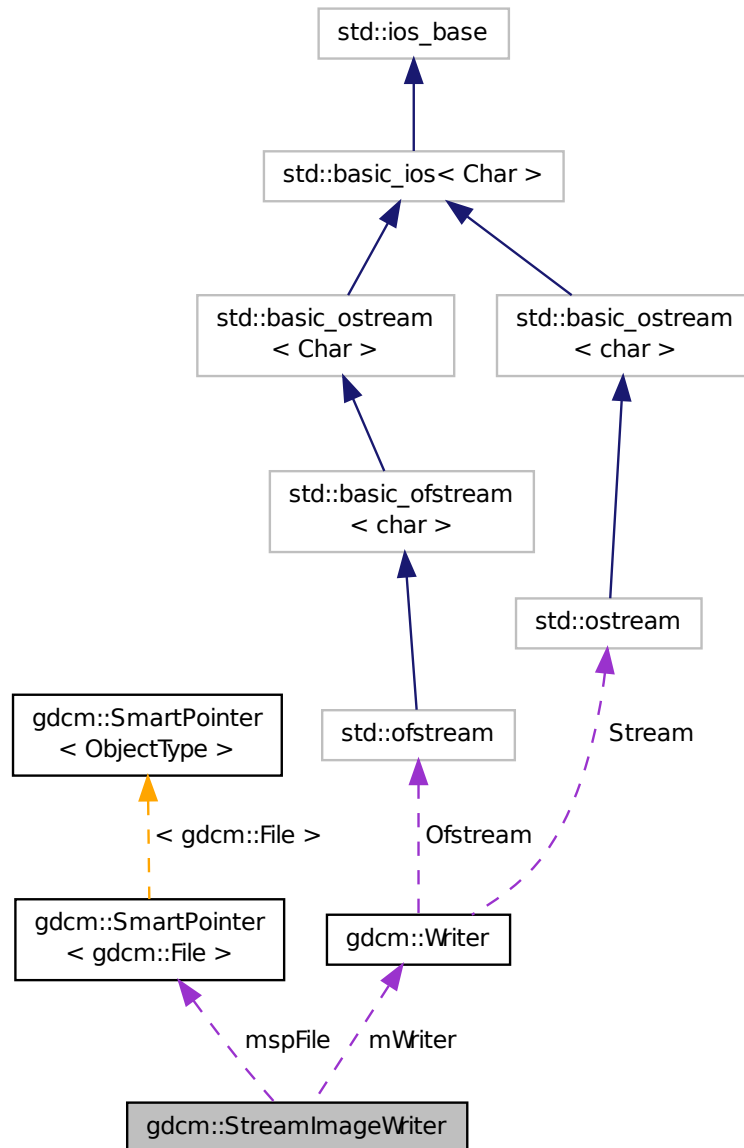 std::ios_base
std::basic_ios< Char >
std::basic_ostream
< Char >
std::basic_ostream
< char >
std::basic_ofstream
< char >
std::ostream
gdcm::SmartPointer
< ObjectType >
std::ofstream
Stream
< gdcm::File >
Ofstream
gdcm::SmartPointer
< gdcm::File >
gdcm::Writer
mspFile
mWriter
gdcm::StreamImageWriter